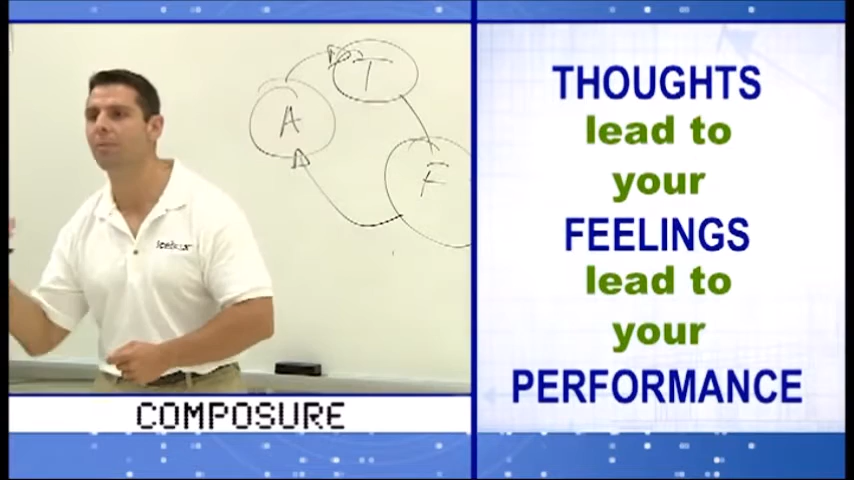 T
A
F
COMPOSURE
THOUGHTS
lead to
your
FEELINGS
lead to
your
PERFORMANCE